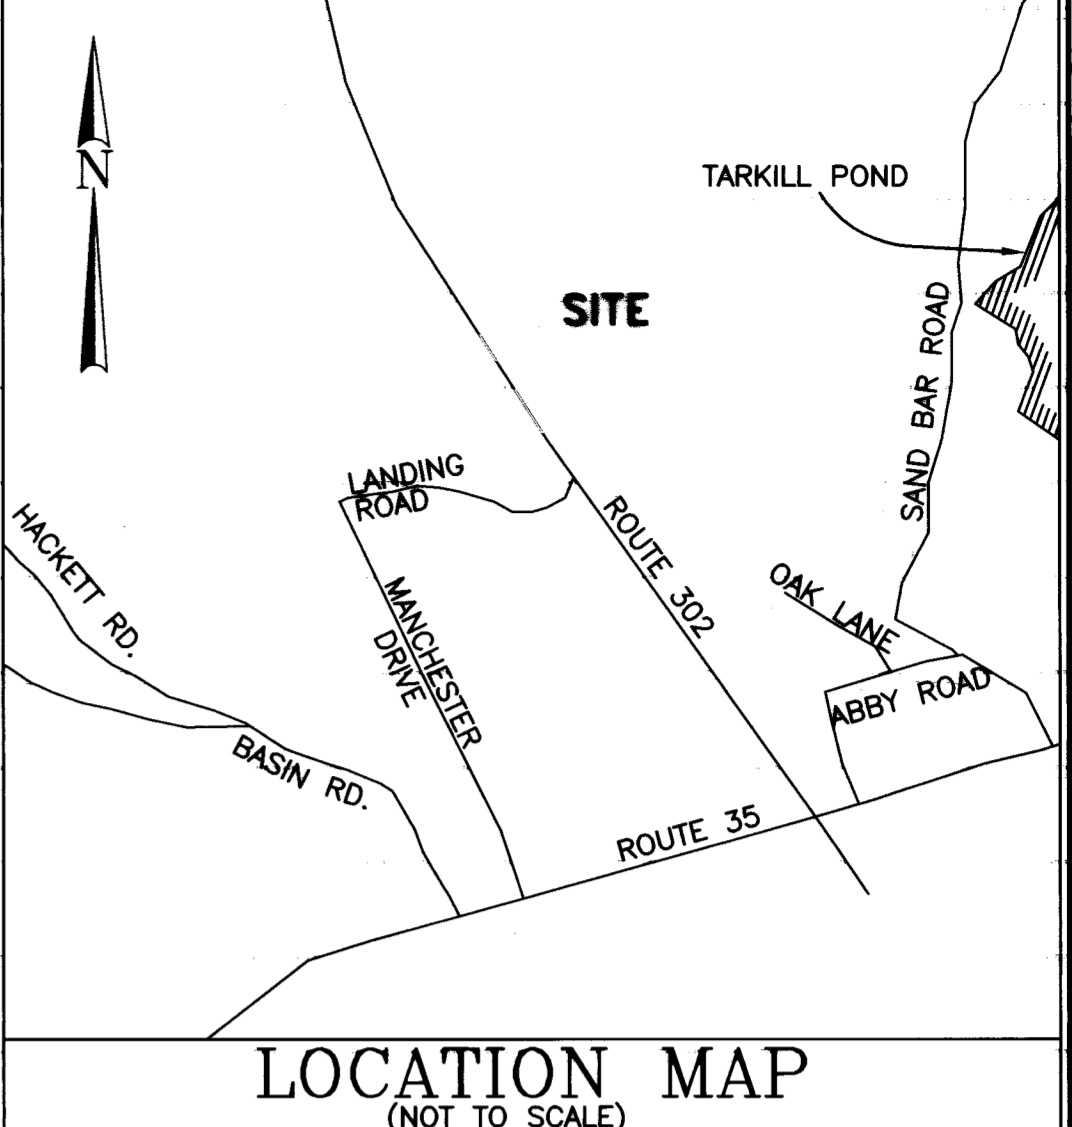 N
TARKILL POND
SITE
SAND BAR ROAD
LANDING
ROAD
HACKETT RD.
ROUTE 302
OAK LANE
MANCHESTER
DRIVE
ABBY ROAD
BASIN RD.
ROUTE 35
LOCATION MAP
(NOT TO SCALE)